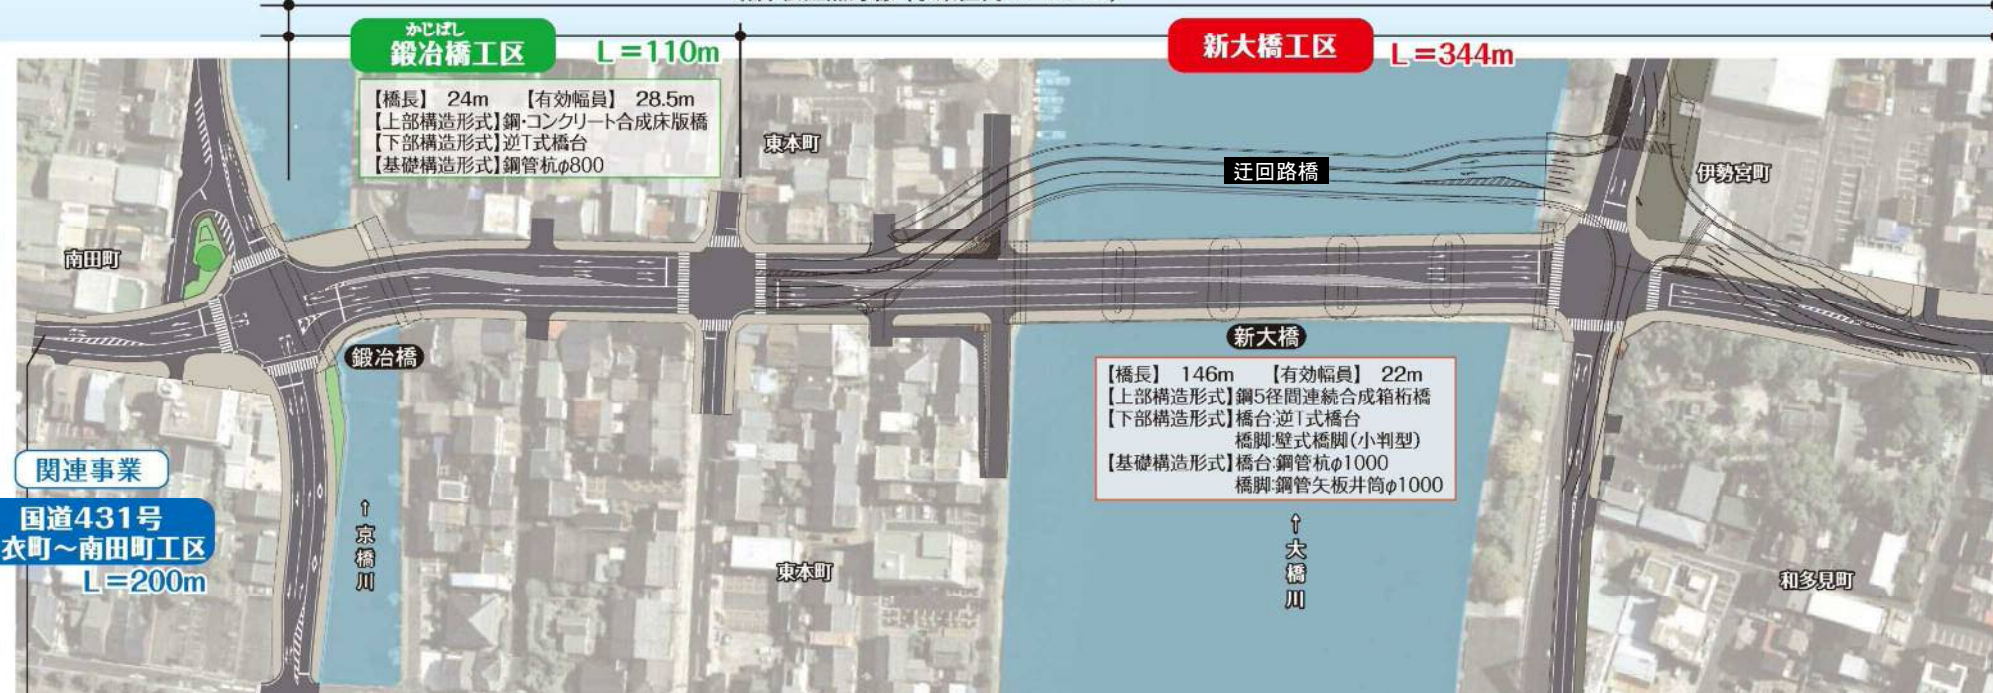 かじばし
鍛冶橋工区
L=110m
新大橋工区
L=344m
【橋長】 24m 【有効幅員】 28.5m
【上部構造形式】鋼・コンクリート合成床版橋
【下部構造形式】逆T式橋台
【基礎構造形式】鋼管杭φ800
東本町
迂回路橋
伊勢宮町
南田町
鍛冶橋
新大橋
【橋長】 146m 【有効幅員】 22m
【上部構造形式】鋼5径間連続合成箱桁橋
【下部構造形式】橋台:逆T式橋台
橋脚:壁式橋脚(小判型)
【基礎構造形式】橋台:鋼管杭φ1000
橋脚:鋼管矢板井筒φ1000
関連事業
国道431号
衣町~南田町工区
L=200m
↑京橋川
東本町
↑大橋川
和多見町